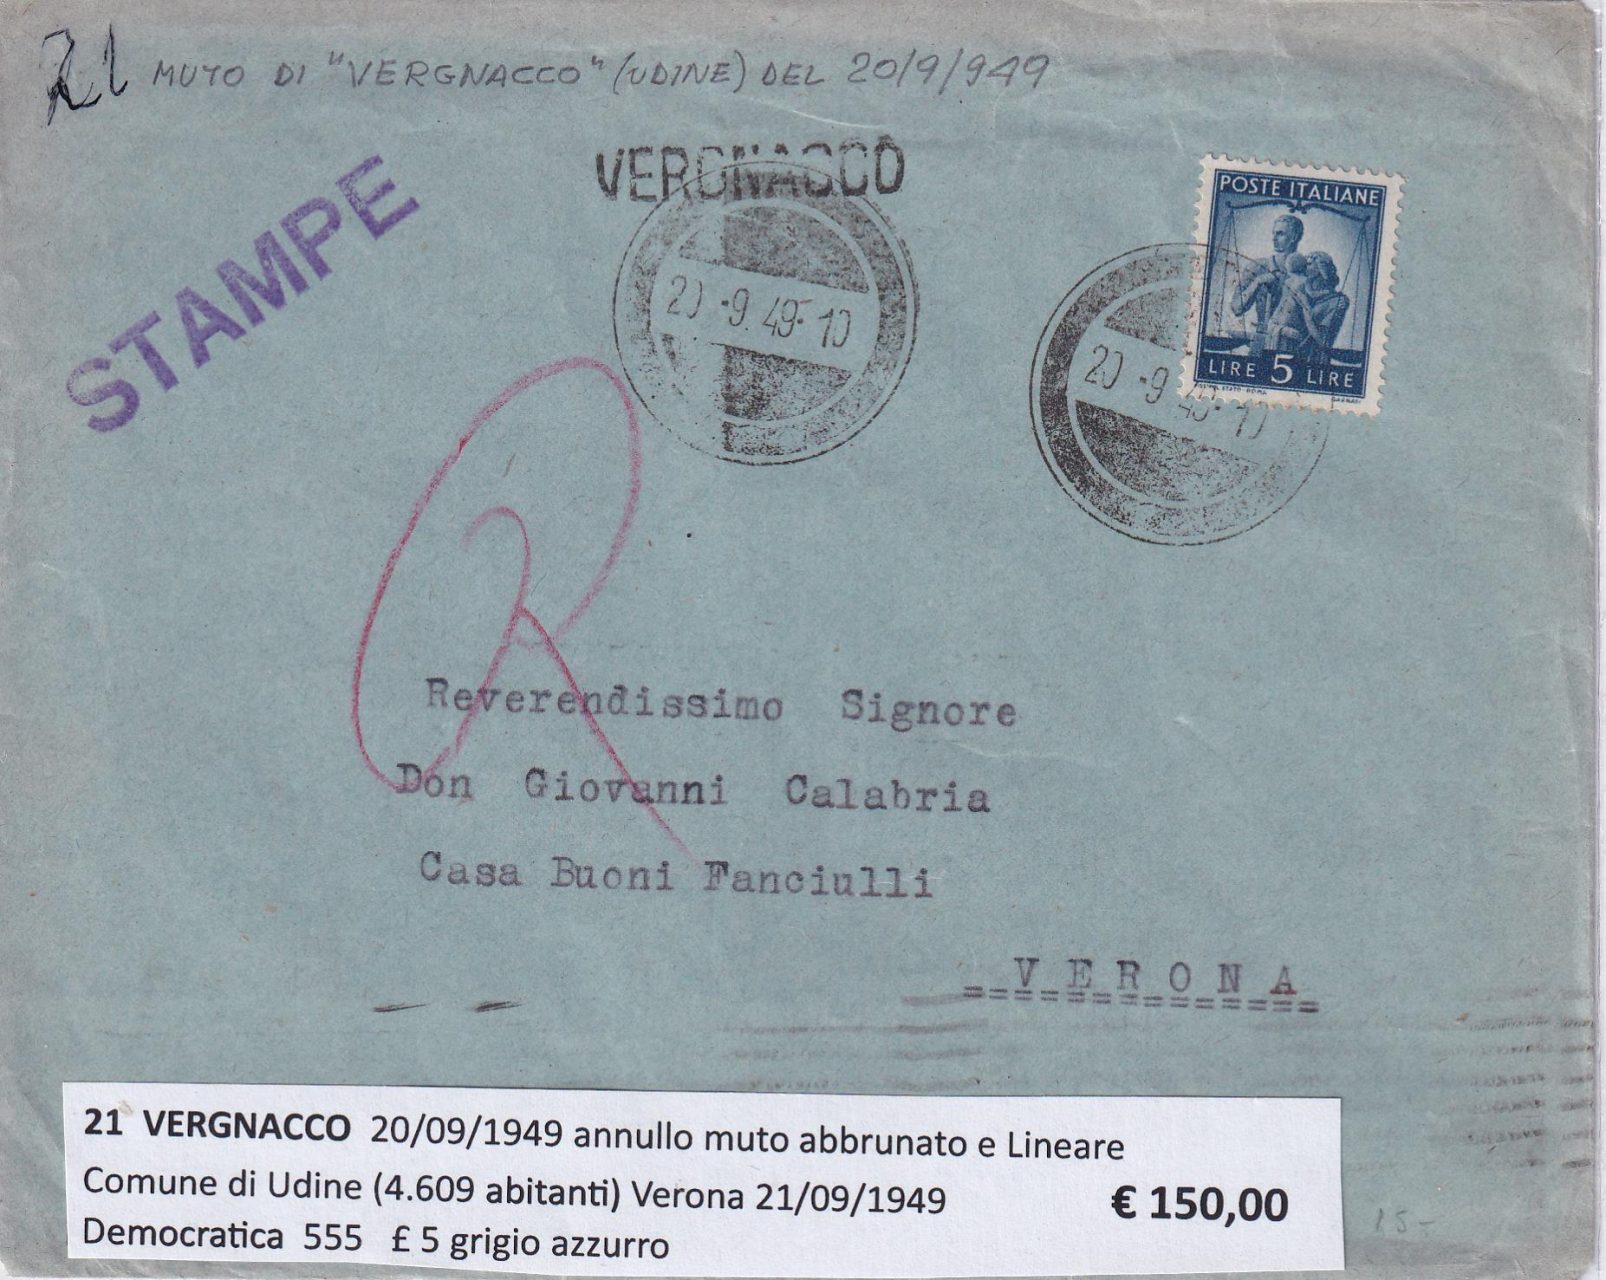 21 MUTO DI "VERGNACCO" (UDINE) DEL 20/9/949
VERGNACCO
STAMPE
20 -9.49-10
POSTE ITALIANE
LIRE 5 LIRE
20 -9 49-10
R
Reverendissimo Signore
Don Giovanni Calabria
Casa Buoni Fanciulli
VERONA
21 VERGNACCO 20/09/1949 annullo muto abbrunato e Lineare
Comune di Udine (4.609 abitanti) Verona 21/09/1949
€ 150,00
Democratica 555 £ 5 grigio azzurro
15-